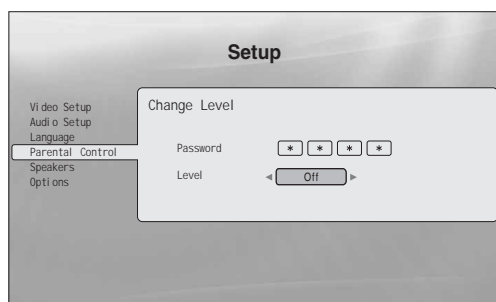 Setup
Video Setup
Audio Setup
Language
Parental Control
Speakers
Options
Change Level
Password * * * *
Level Off